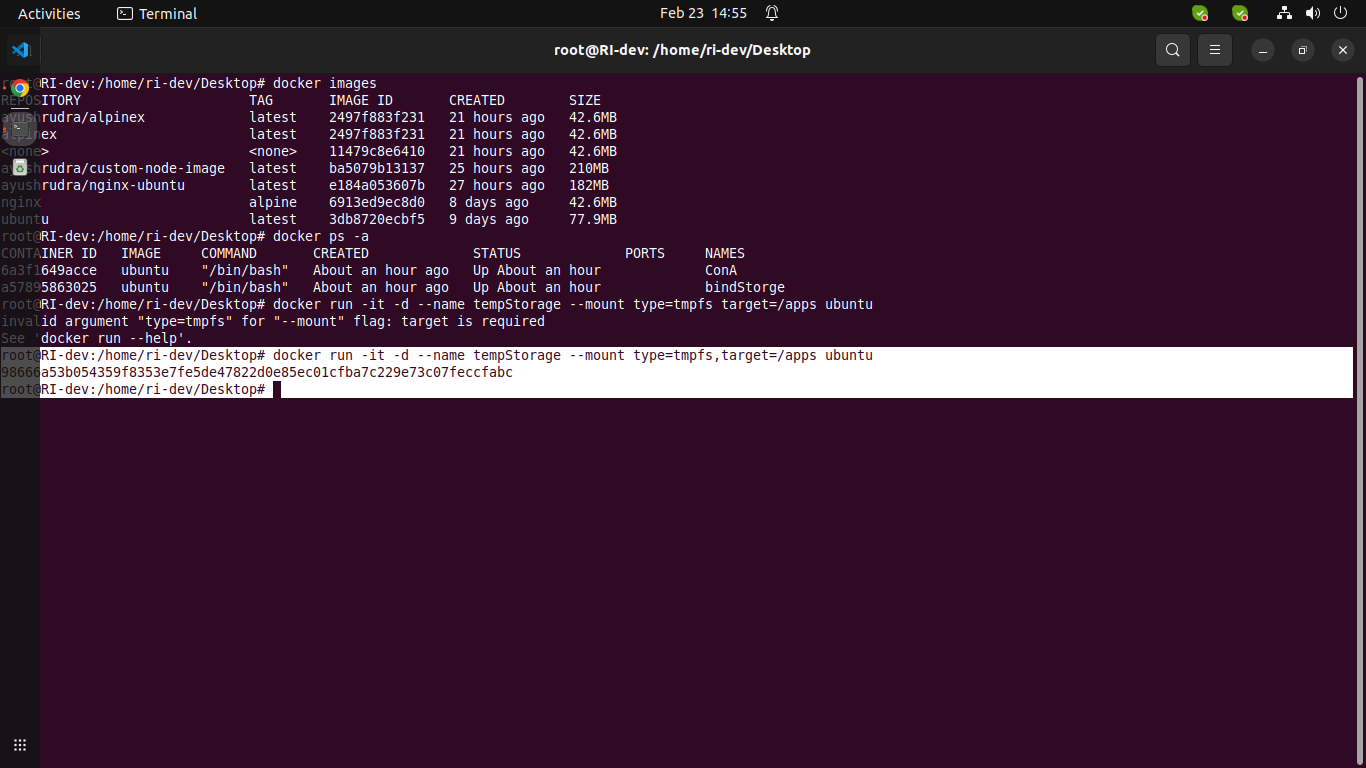 Activities
Terminal
Feb 23 14:55
root@RI-dev: /home/ri-dev/Desktop
root@RI-dev:/home/ri-dev/Desktop# docker images
REPOSITORY TAG IMAGE ID CREATED SIZE
ayushrudra/alpinex latest 2497f883f231 21 hours ago 42.6MB
alpinex latest 2497f883f231 21 hours ago 42.6MB
<none> <none> 11479c8e6410 21 hours ago 42.6MB
ayushrudra/custom-node-image latest ba5079b13137 25 hours ago 210MB
ayushrudra/nginx-ubuntu latest e184a053607b 27 hours ago 182MB
nginx alpine 6913ed9ec8d0 8 days ago 42.6MB
ubuntu latest 3db8720ecbf5 9 days ago 77.9MB
root@RI-dev:/home/ri-dev/Desktop# docker ps -a
CONTAINER ID IMAGE COMMAND CREATED STATUS PORTS NAMES
6a3f1649acce ubuntu "/bin/bash" About an hour ago Up About an hour ConA
a57895863025 ubuntu "/bin/bash" About an hour ago Up About an hour bindStorge
root@RI-dev:/home/ri-dev/Desktop# docker run -it -d --name tempStorage --mount type=tmpfs target=/apps ubuntu
invalid argument "type=tmpfs" for "--mount" flag: target is required
See 'docker run --help'.
root@RI-dev:/home/ri-dev/Desktop# docker run -it -d --name tempStorage --mount type=tmpfs,target=/apps ubuntu
98666a53b054359f8353e7fe5de47822d0e85ec01cfba7c229e73c07feccfabc
root@RI-dev:/home/ri-dev/Desktop#